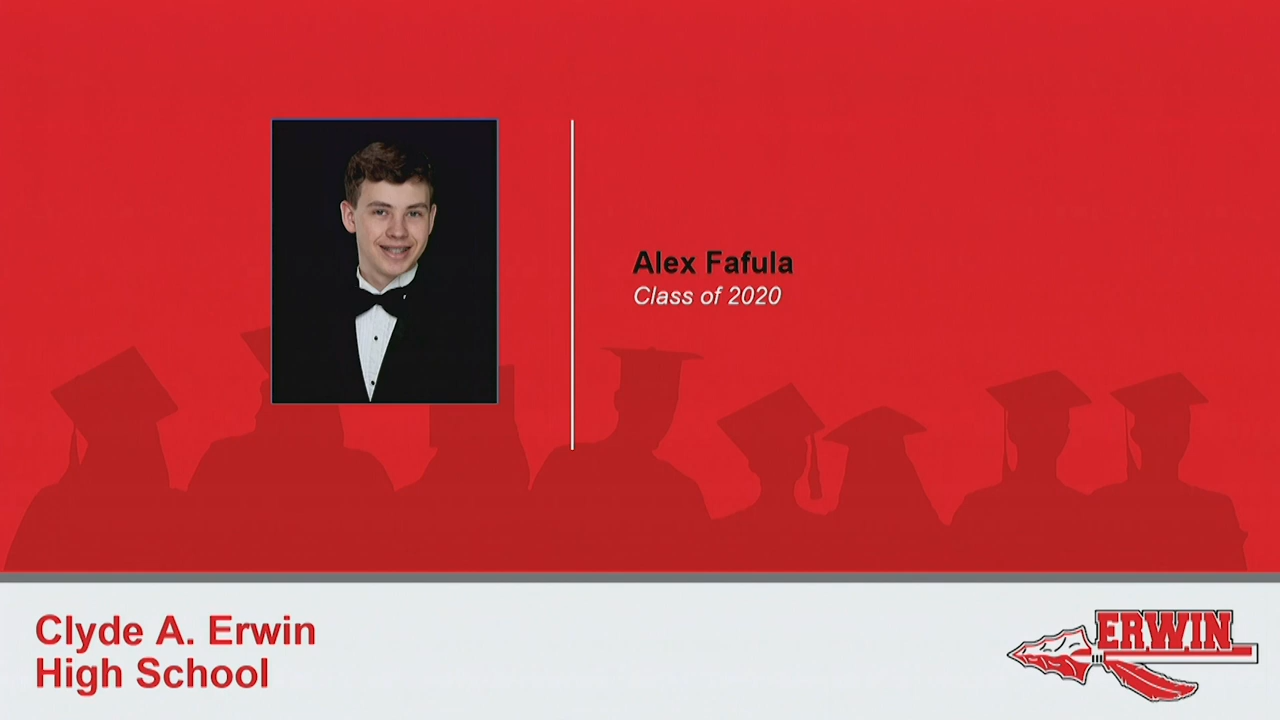 Alex Fafula
Class of 2020
Clyde A. Erwin
High School
ERWIN